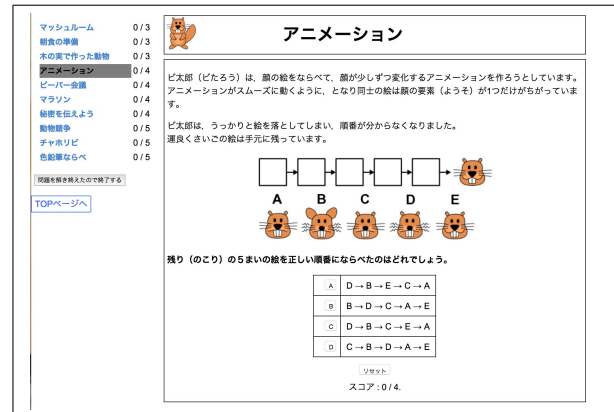 マッシュルーム 0 / 3
朝食の準備 0 / 3
木の実で作った動物 0 / 3
アニメーション 0 / 4
ビーバー会議 0 / 4
マラソン 0 / 4
秘密を伝えよう 0 / 4
動物競争 0 / 5
チャホリピ 0 / 5
色鉛筆ならべ 0 / 5
問題を解き終えたので終了する
TOPページへ
アニメーション
ビ太郎（ビたろう）は，顔の絵をならべて，顔が少しずつ変化するアニメーションを作ろうとしています。
アニメーションがスムーズに動くように，となり同士の絵は顔の要素（ようそ）が1つだけがちがっていま
す。
ビ太郎は，うっかりと絵を落としてしまい，順番が分からなくなりました。
運良くさいごの絵は手元に残っています。
A B C D E
残り（のこり）の５まいの絵を正しい順番にならべたのはどれでしょう。
A D→B→E→C→A
B B→D→C→A→E
C D→B→C→E→A
D C→B→D→A→E
リセット
スコア : 0 / 4.